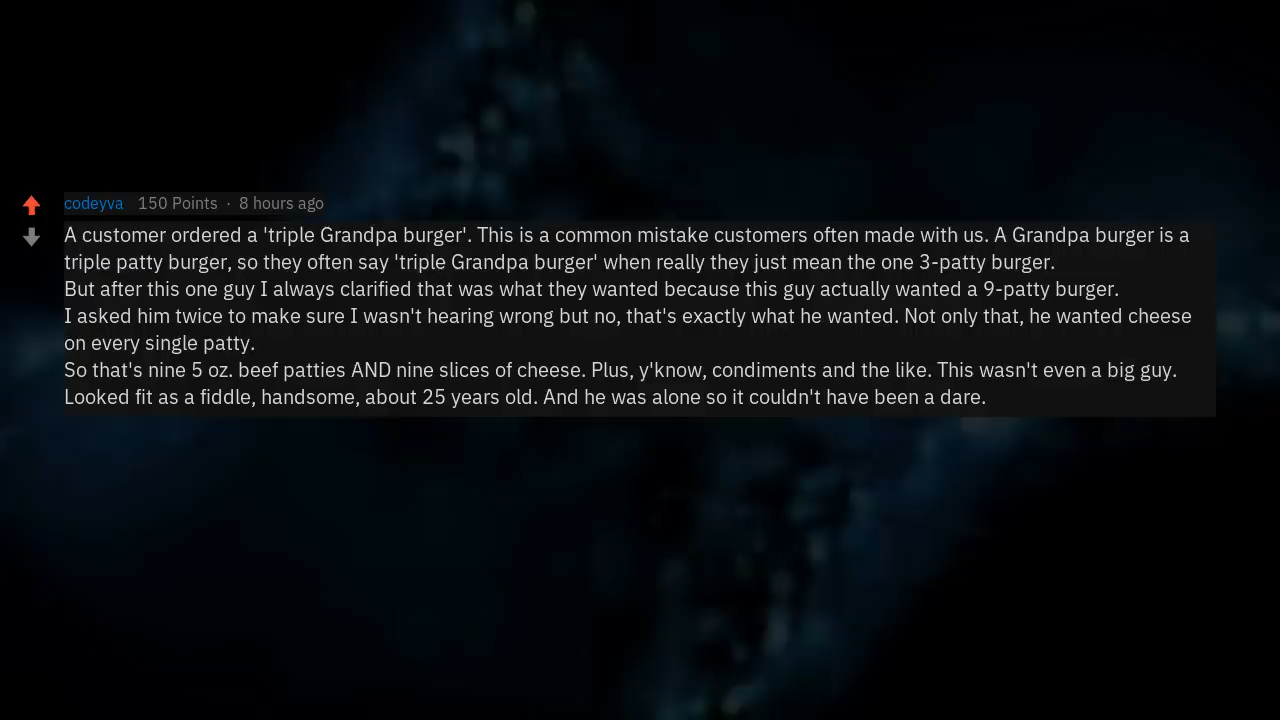 codeyva 150 Points · 8 hours ago
A customer ordered a 'triple Grandpa burger'. This is a common mistake customers often made with us. A Grandpa burger is a
triple patty burger, so they often say 'triple Grandpa burger' when really they just mean the one 3-patty burger.
But after this one guy I always clarified that was what they wanted because this guy actually wanted a 9-patty burger.
I asked him twice to make sure I wasn't hearing wrong but no, that's exactly what he wanted. Not only that, he wanted cheese
on every single patty.
So that's nine 5 oz. beef patties AND nine slices of cheese. Plus, y'know, condiments and the like. This wasn't even a big guy.
Looked fit as a fiddle, handsome, about 25 years old. And he was alone so it couldn't have been a dare.